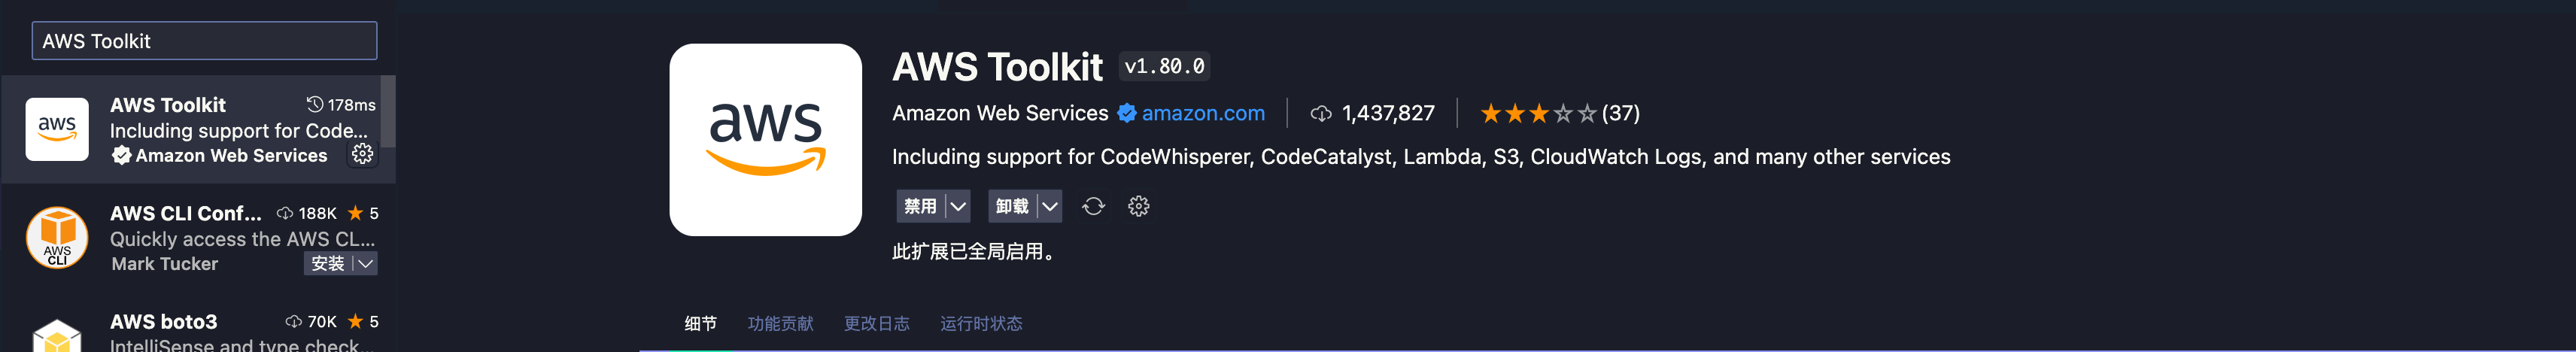 AWS Toolkit
AWS Toolkit 178ms
Including support for Code...
Amazon Web Services
aws
AWS CLI Conf... 188K 5
Quickly access the AWS CL...
Mark Tucker 安装
AWS CLI
AWS boto3 70K 5
IntelliSense and type check...
aws
AWS Toolkit v1.80.0
Amazon Web Services amazon.com 1,437,827 (37)
Including support for CodeWhisperer, CodeCatalyst, Lambda, S3, CloudWatch Logs, and many other services
禁用 卸载
此扩展已全局启用。
细节 功能贡献 更改日志 运行时状态